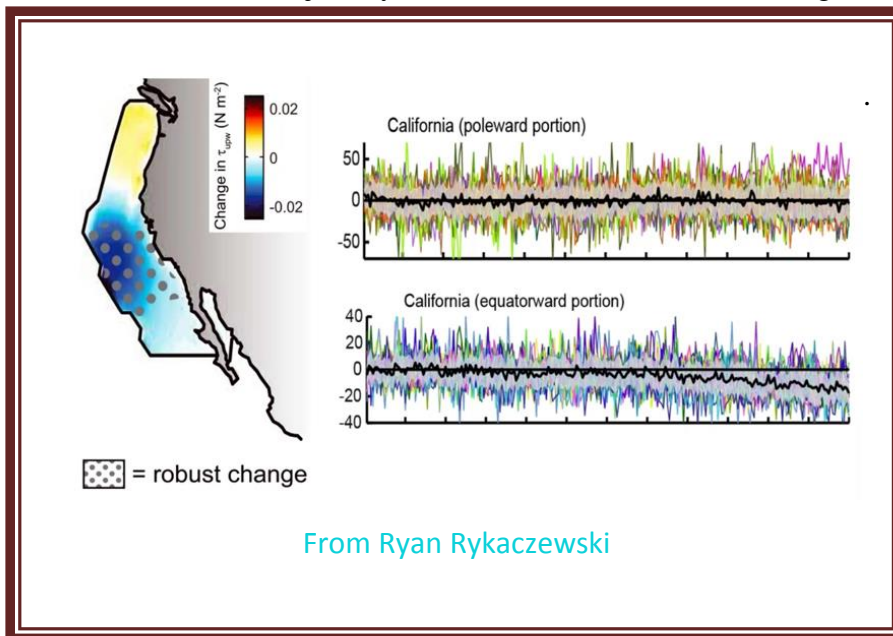 Change in τupw (N m-2)
0.02
0
-0.02
= robust change
California (poleward portion)
50
0
-50
California (equatorward portion)
40
20
0
-20
-40
From Ryan Rykaczewski